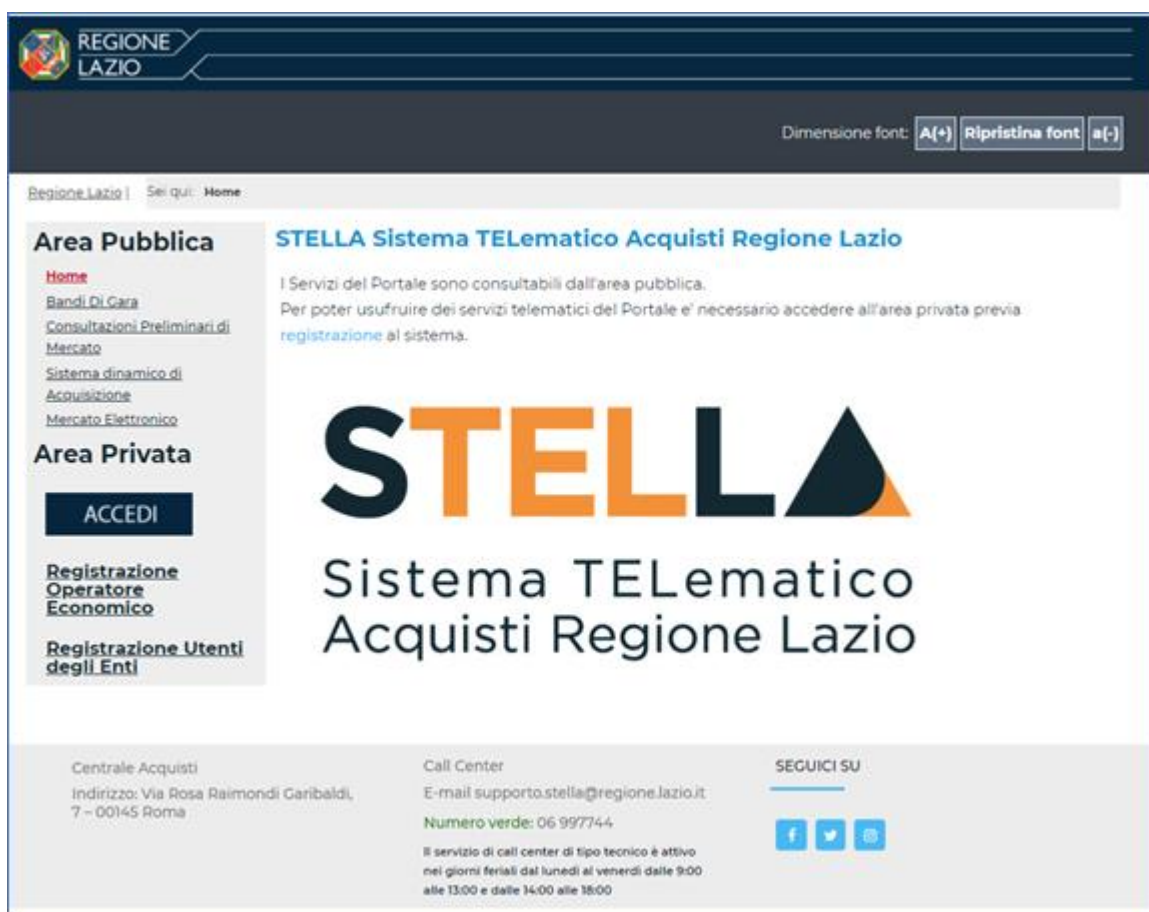 REGIONE
LAZIO
Dimensione font: A(+) Ripristina font a(-)
Regione Lazio | Sei qui: Home
Area Pubblica
Home
Bandi Di Gara
Consultazioni Preliminari di
Mercato
Sistema dinamico di
Acquisizione
Mercato Elettronico
Area Privata
ACCEDI
Registrazione
Operatore
Economico
Registrazione Utenti
degli Enti
STELLA Sistema TELematico Acquisti Regione Lazio
I Servizi del Portale sono consultabili dall'area pubblica.
Per poter usufruire dei servizi telematici del Portale e' necessario accedere all'area privata previa
registrazione al sistema.
STELLA
Sistema TELematico
Acquisti Regione Lazio
Centrale Acquisti
Indirizzo: Via Rosa Raimondi Garibaldi,
7 – 00145 Roma
Call Center
E-mail supporto.stella@regione.lazio.it
Numero verde: 06 997744
Il servizio di call center di tipo tecnico è attivo
nei giorni feriali dal lunedì al venerdì dalle 9:00
alle 13:00 e dalle 14:00 alle 18:00
SEGUICI SU